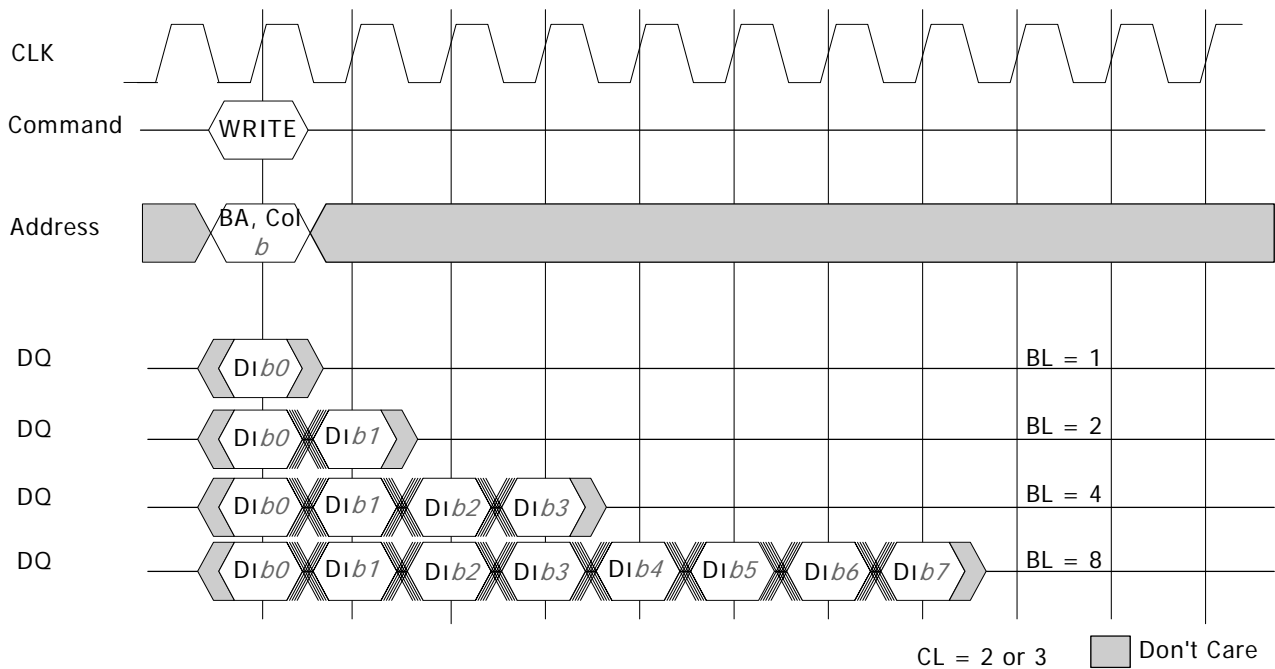 CLK
Command WRITE
Address BA, Col
b
DQ DIb0 BL = 1
DQ DIb0 DIb1 BL = 2
DQ DIb0 DIb1 DIb2 DIb3 BL = 4
DQ DIb0 DIb1 DIb2 DIb3 DIb4 DIb5 DIb6 DIb7 BL = 8
CL = 2 or 3 Don't Care